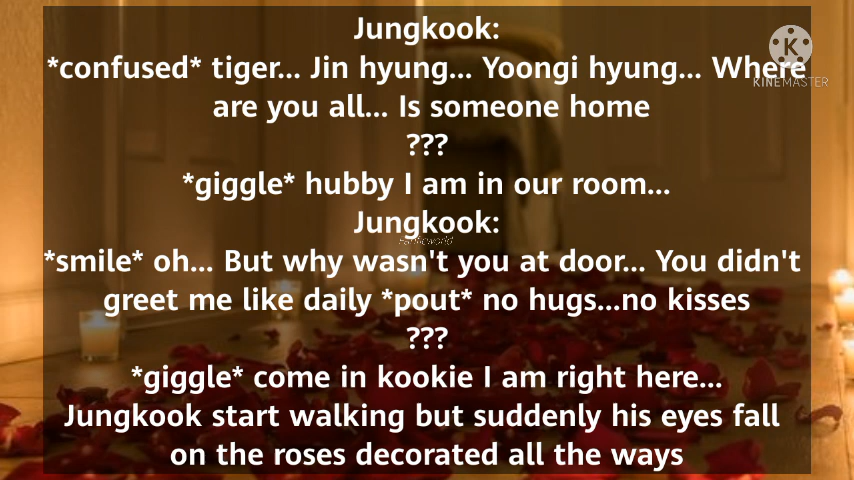 Jungkook:
*confused* tiger... Jin hyung... Yoongi hyung... Where
are you all... Is someone home
???
*giggle* hubby I am in our room...
Jungkook:
*smile* oh... But why wasn't you at door... You didn't
greet me like daily *pout* no hugs...no kisses
???
*giggle* come in kookie I am right here...
Jungkook start walking but suddenly his eyes fall
on the roses decorated all the ways
K
KINEMASTER
Fanficworld